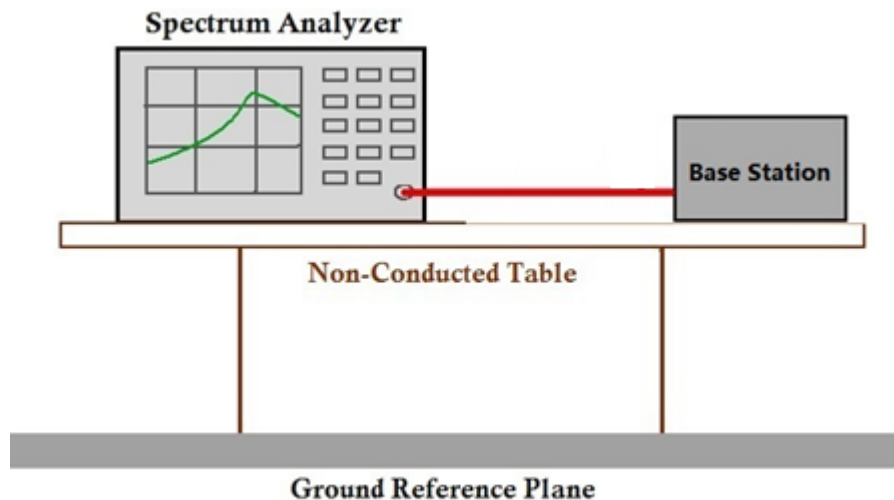 Spectrum Analyzer
Base Station
Non-Conducted Table
Ground Reference Plane